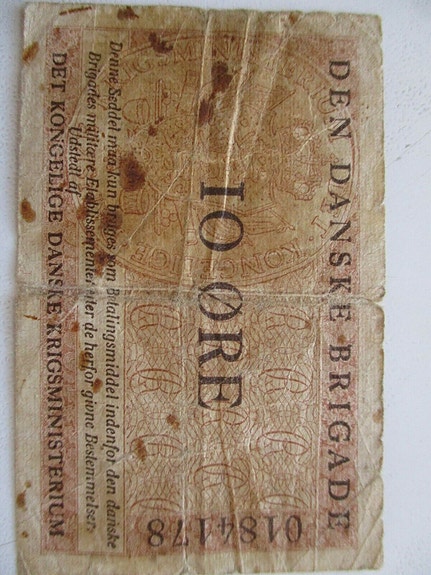 DEN DANSKE BRIGADE
10 ØRE
0184178
Denne Seddel maa kun bruges som Betalingsmiddel indenfor den danske
Brigades militære Etablissementer efter de herfor givne Bestemmelser.
Udstedt af
DET KONGELIGE DANSKE KRIGSMINISTERIUM